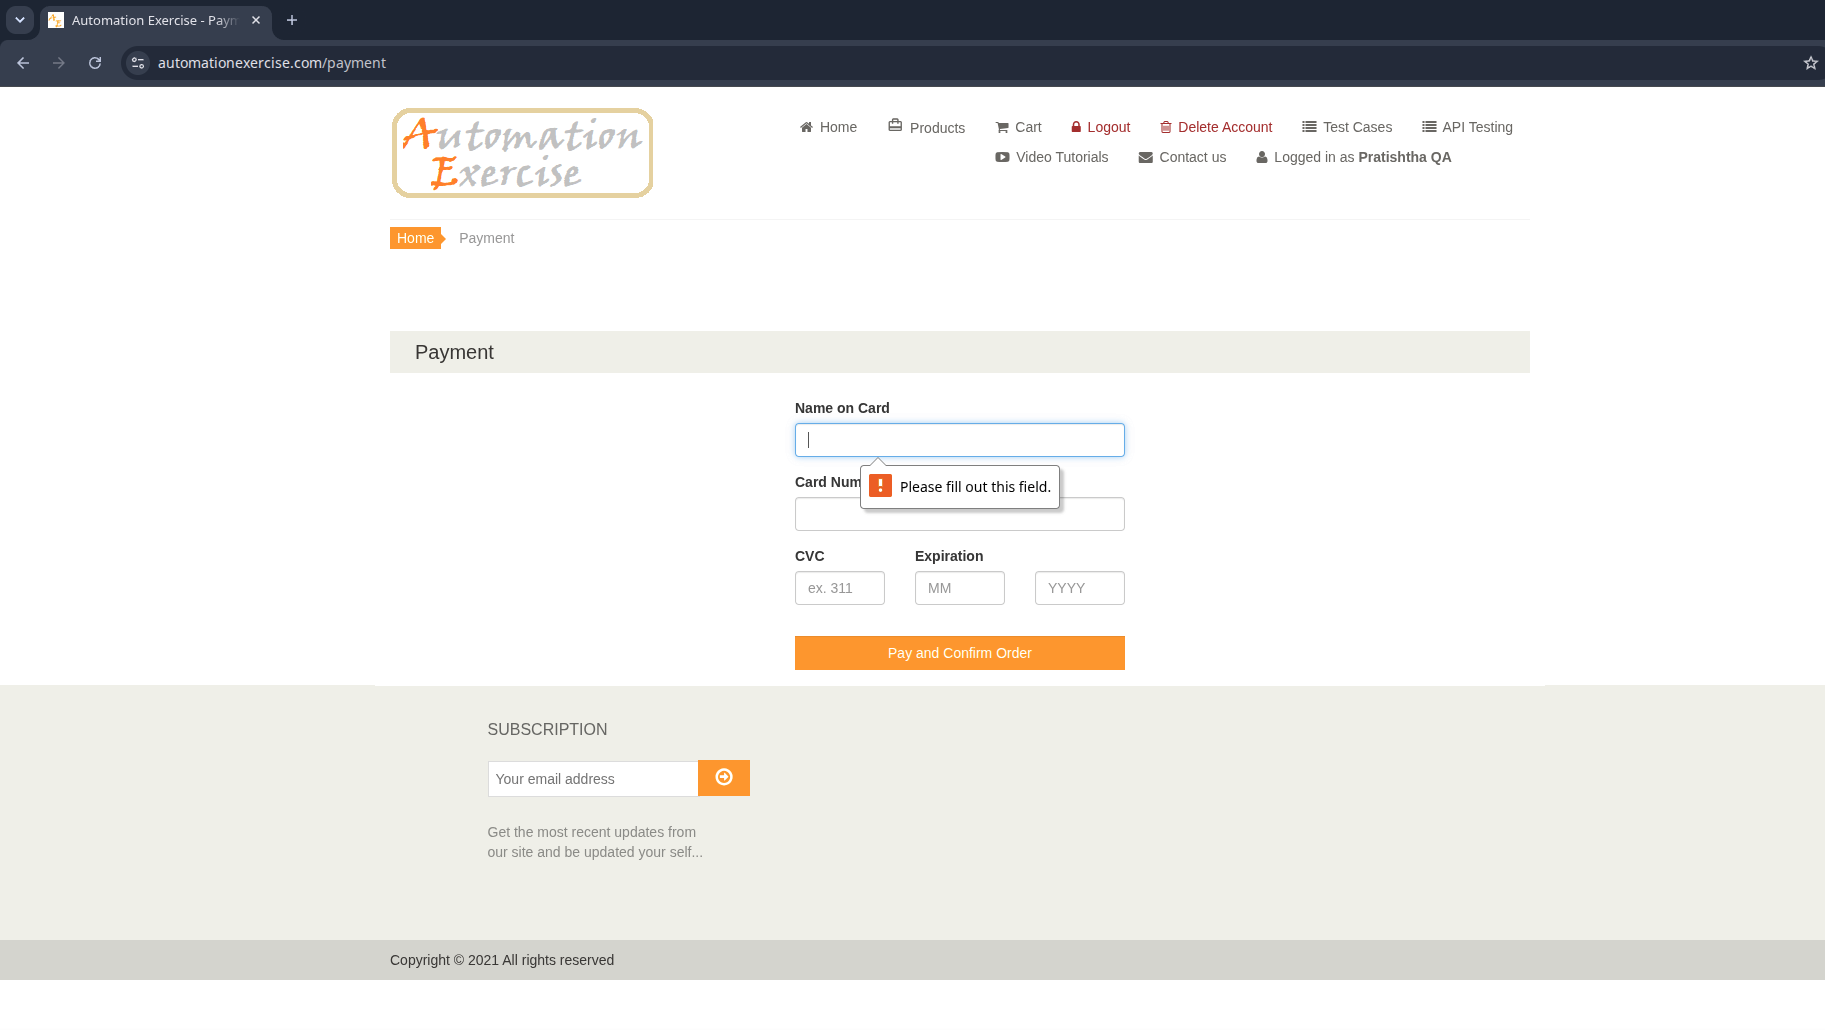 Automation Exercise - Paym
automationexercise.com/payment
Automation
Exercise
Home
Products
Cart
Logout
Delete Account
Test Cases
API Testing
Video Tutorials
Contact us
Logged in as Pratishtha QA
Home
Payment
Payment
Name on Card
Please fill out this field.
Card Num
CVC
Expiration
ex. 311
MM
YYYY
Pay and Confirm Order
SUBSCRIPTION
Your email address
Get the most recent updates from
our site and be updated your self...
Copyright © 2021 All rights reserved